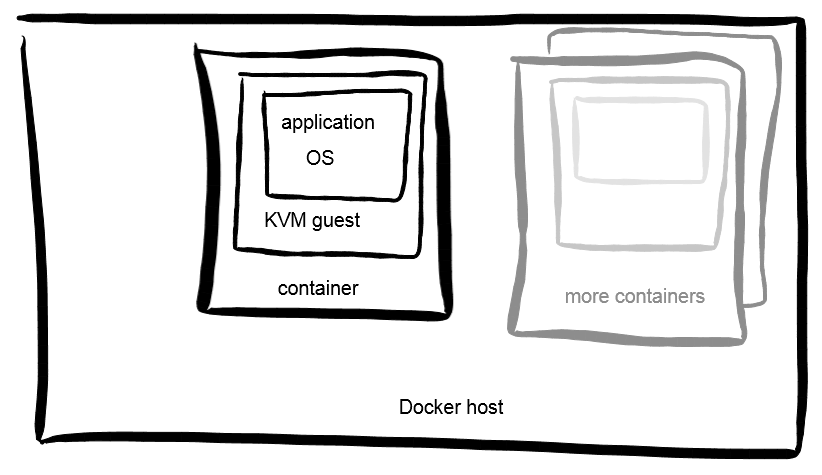 application
OS
KVM guest
container
more containers
Docker host